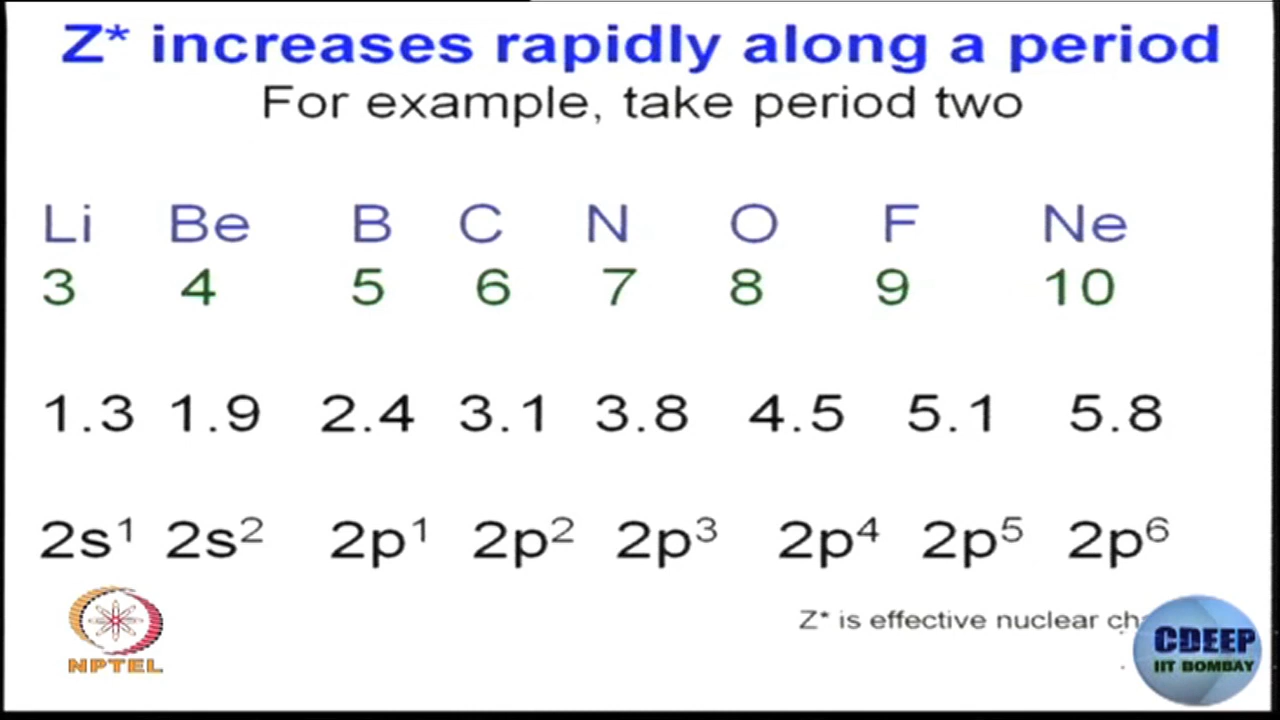 Z* increases rapidly along a period
For example, take period two
Li Be B C N O F Ne
3 4 5 6 7 8 9 10
1.3 1.9 2.4 3.1 3.8 4.5 5.1 5.8
2s¹ 2s² 2p¹ 2p² 2p³ 2p⁴ 2p⁵ 2p⁶
Z* is effective nuclear
NPTEL
CDEEP
IIT BOMBAY